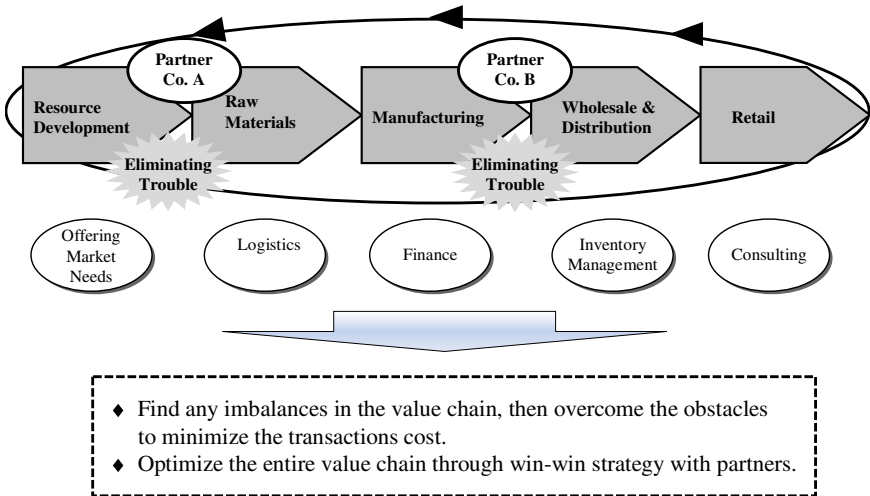 Partner
Co. A
Partner
Co. B
Resource
Development
Raw
Materials
Manufacturing
Wholesale &
Distribution
Retail
Eliminating
Trouble
Eliminating
Trouble
Offering
Market
Needs
Logistics
Finance
Inventory
Management
Consulting
♦ Find any imbalances in the value chain, then overcome the obstacles
to minimize the transactions cost.
♦ Optimize the entire value chain through win-win strategy with partners.